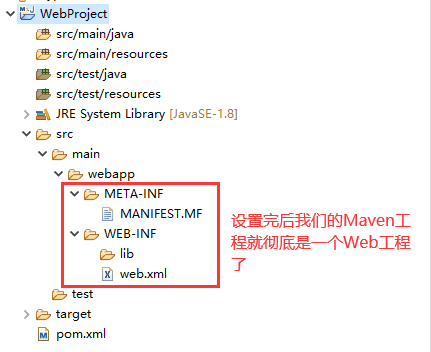 WebProject
src/main/java
src/main/resources
src/test/java
src/test/resources
JRE System Library [JavaSE-1.8]
src
main
webapp
META-INF
MANIFEST.MF
WEB-INF
lib
web.xml
test
target
pom.xml
设置完后我们的Maven工
程就彻底是一个Web工程
了